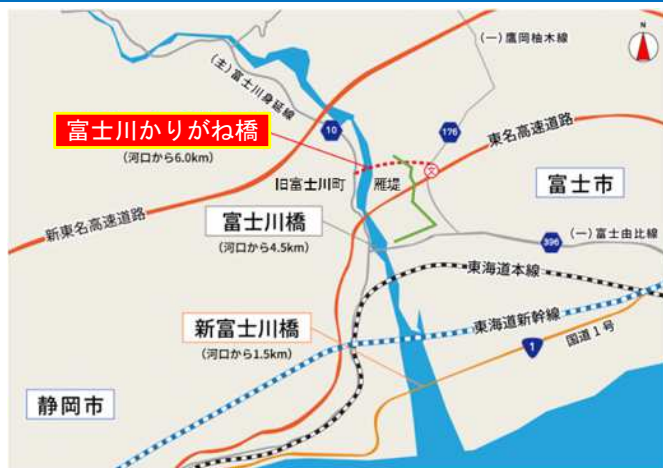 N
(一)鷹岡柚木線
(主)富士川身延線
富士川かりがね橋
(河口から6.0km)
10
176
東名高速道路
文
旧富士川町
雁堤
富士市
新東名高速道路
富士川橋
(河口から4.5km)
396
(一)富士由比線
東海道本線
新富士川橋
(河口から1.5km)
東海道新幹線
国道1号
1
静岡市